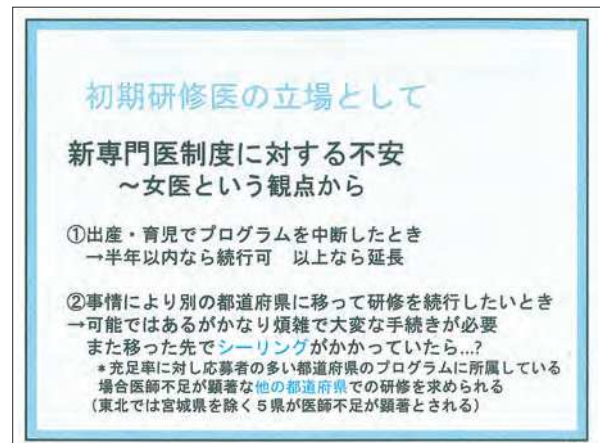 初期研修医の立場として
新専門医制度に対する不安
～女医という観点から
①出産・育児でプログラムを中断したとき
→半年以内なら続行可 以上なら延長
②事情により別の都道府県に移って研修を続行したいとき
→可能ではあるがかなり煩雑で大変な手続きが必要
また移った先でシーリングがかかっていたら...?
＊充足率に対し応募者の多い都道府県のプログラムに所属している
場合医師不足が顕著な他の都道府県での研修を求められる
（東北では宮城県を除く５県が医師不足が顕著とされる）